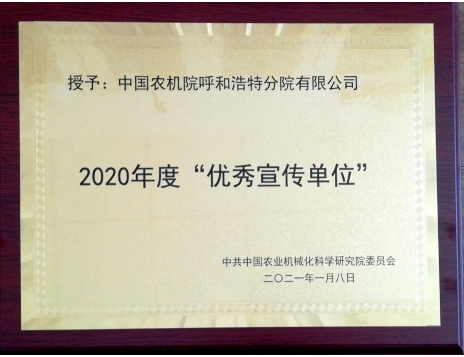 授予：中国农机院呼和浩特分院有限公司
2020年度“优秀宣传单位”
中共中国农业机械化科学研究院委员会
二〇二一年一月八日